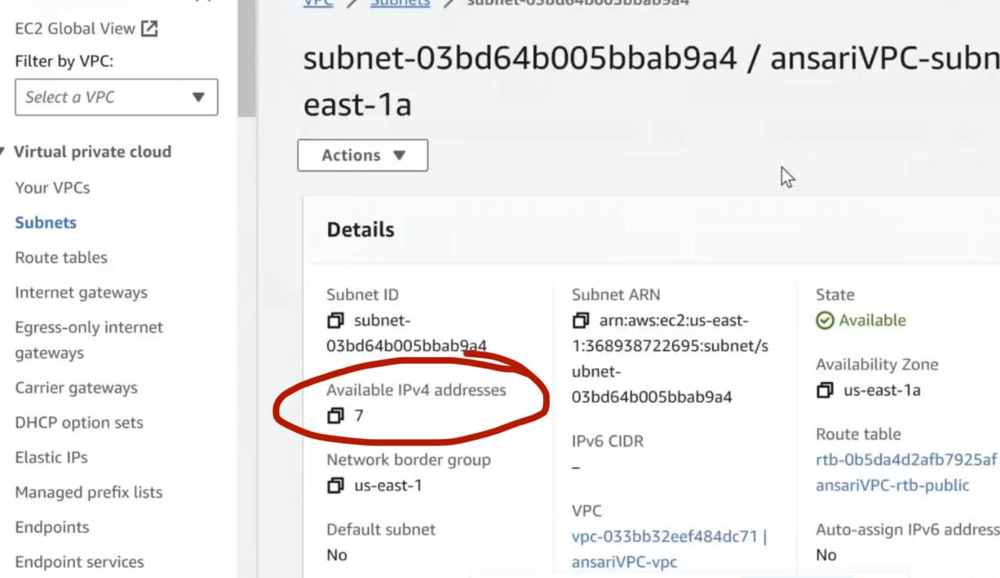 VPC / Subnets / subnet-03bd64b005bbab9a4
EC2 Global View
Filter by VPC:
Select a VPC
Virtual private cloud
Your VPCs
Subnets
Route tables
Internet gateways
Egress-only internet
gateways
Carrier gateways
DHCP option sets
Elastic IPs
Managed prefix lists
Endpoints
Endpoint services
subnet-03bd64b005bbab9a4 / ansariVPC-subn
east-1a
Actions
Details
Subnet ID
subnet-
03bd64b005bbab9a4
Available IPv4 addresses
7
Network border group
us-east-1
Default subnet
No
Subnet ARN
arn:aws:ec2:us-east-
1:368938722695:subnet/s
ubnet-
03bd64b005bbab9a4
IPv6 CIDR
–
VPC
vpc-033bb32eef484dc71 |
ansariVPC-vpc
State
Available
Availability Zone
us-east-1a
Route table
rtb-0b5da4d2afb7925af
ansariVPC-rtb-public
Auto-assign IPv6 address
No